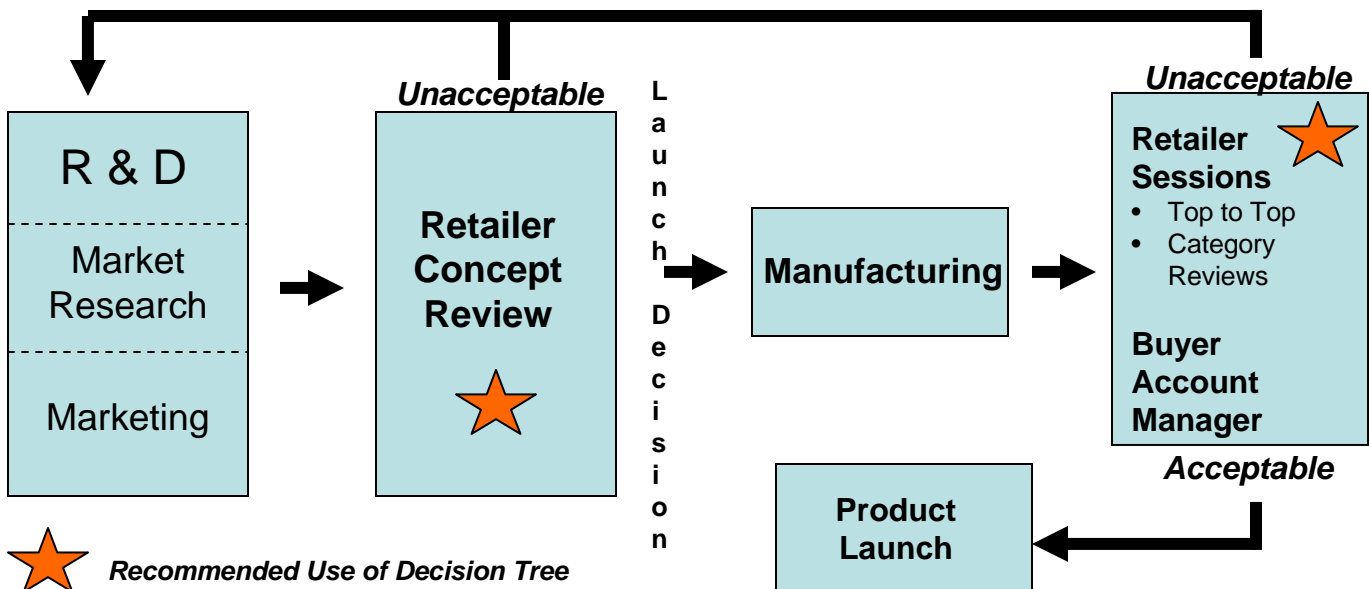 Unacceptable
Unacceptable
R & D
Market
Research
Marketing
Retailer
Concept
Review
Launch Decision
Manufacturing
Retailer
Sessions
• Top to Top
• Category
Reviews
Buyer
Account
Manager
Acceptable
Product
Launch
Recommended Use of Decision Tree